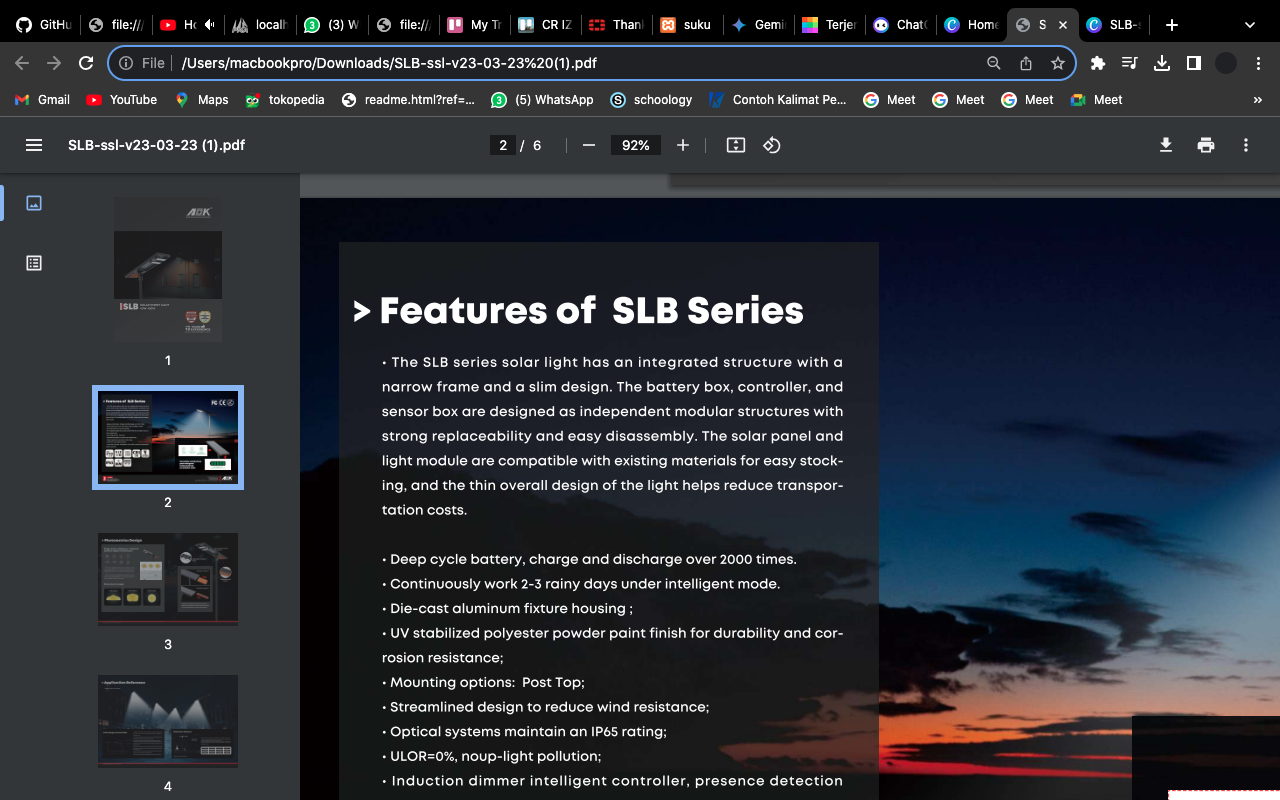 GitHu
file:///
Ho
localh
(3) W
file:///
My Tr
CR IZ
Thank
suku
Gemi
Terjer
ChatG
Home
S
SLB-s
File
/Users/macbookpro/Downloads/SLB-ssl-v23-03-23%20(1).pdf
Gmail
YouTube
Maps
tokopedia
readme.html?ref=...
(5) WhatsApp
schoology
Contoh Kalimat Pe...
Meet
Meet
Meet
Meet
»
SLB-ssl-v23-03-23 (1).pdf
2 / 6
92%
1
2
3
4
> Features of SLB Series
• The SLB series solar light has an integrated structure with a
narrow frame and a slim design. The battery box, controller, and
sensor box are designed as independent modular structures with
strong replaceability and easy disassembly. The solar panel and
light module are compatible with existing materials for easy stock-
ing, and the thin overall design of the light helps reduce transpor-
tation costs.
• Deep cycle battery, charge and discharge over 2000 times.
• Continuously work 2-3 rainy days under intelligent mode.
• Die-cast aluminum fixture housing ;
• UV stabilized polyester powder paint finish for durability and cor-
rosion resistance;
• Mounting options: Post Top;
• Streamlined design to reduce wind resistance;
• Optical systems maintain an IP65 rating;
• ULOR=0%, noup-light pollution;
• Induction dimmer intelligent controller, presence detection